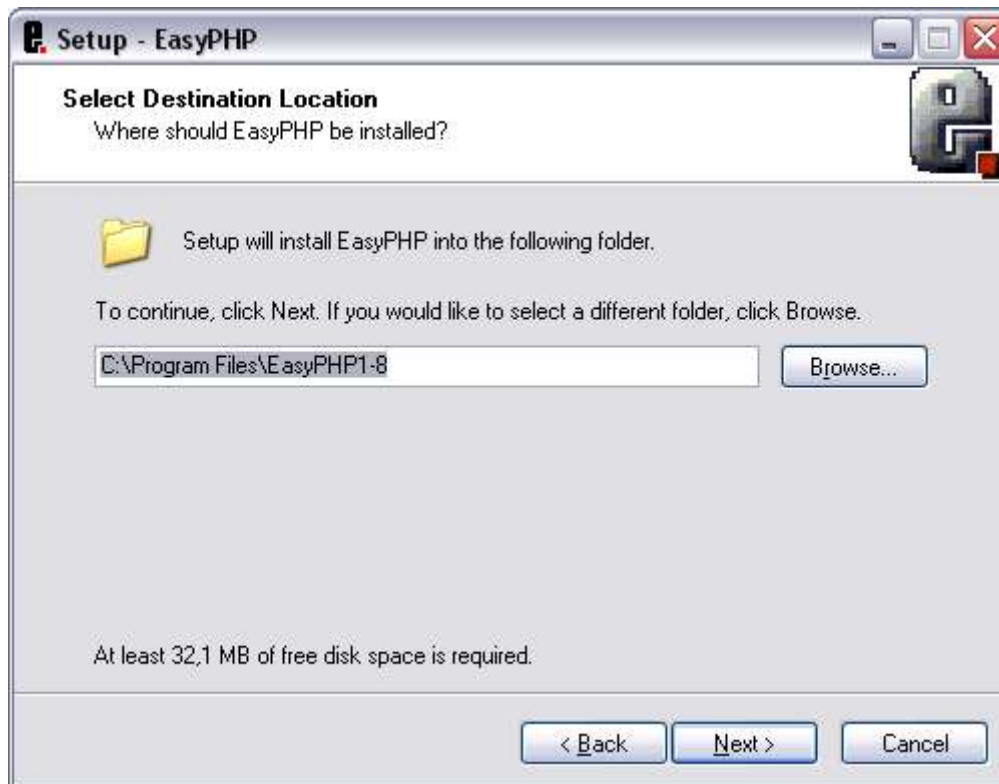 Setup - EasyPHP
Select Destination Location
Where should EasyPHP be installed?
Setup will install EasyPHP into the following folder.
To continue, click Next. If you would like to select a different folder, click Browse.
C:\Program Files\EasyPHP1-8
Browse...
At least 32,1 MB of free disk space is required.
< Back
Next >
Cancel